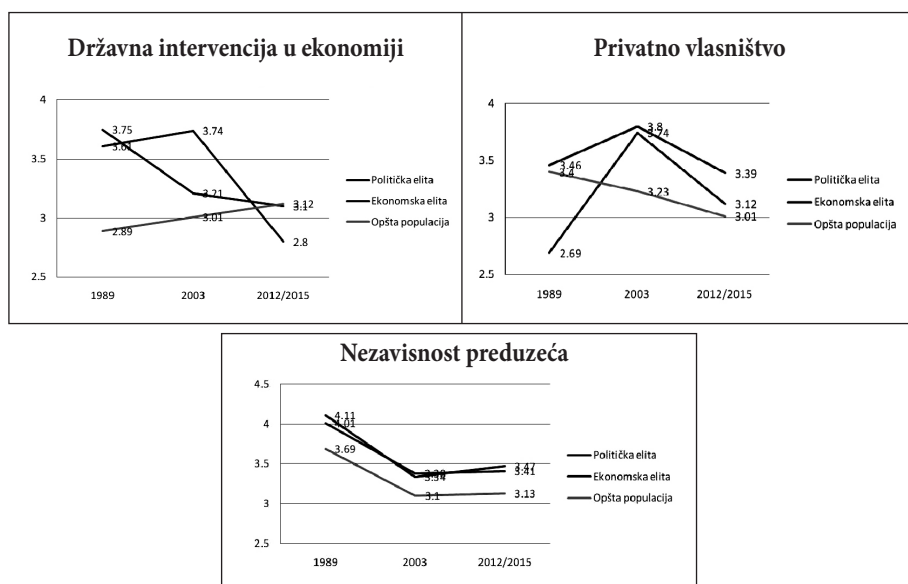 Državna intervencija u ekonomiji
4
3.5
3
2.5
3.75
3.61
3.74
3.21
2.89
3.01
3.12
3.1
2.8
1989 2003 2012/2015
Politička elita
Ekonomska elita
Opšta populacija
Privatno vlasništvo
4
3.5
3
2.5
3.46
3.4
2.69
3.8
3.74
3.23
3.39
3.12
3.01
1989 2003 2012/2015
Politička elita
Ekonomska elita
Opšta populacija
Nezavisnost preduzeća
4.5
4
3.5
3
2.5
4.11
4.01
3.69
3.34
3.1
3.47
3.41
3.13
1989 2003 2012/2015
Politička elita
Ekonomska elita
Opšta populacija